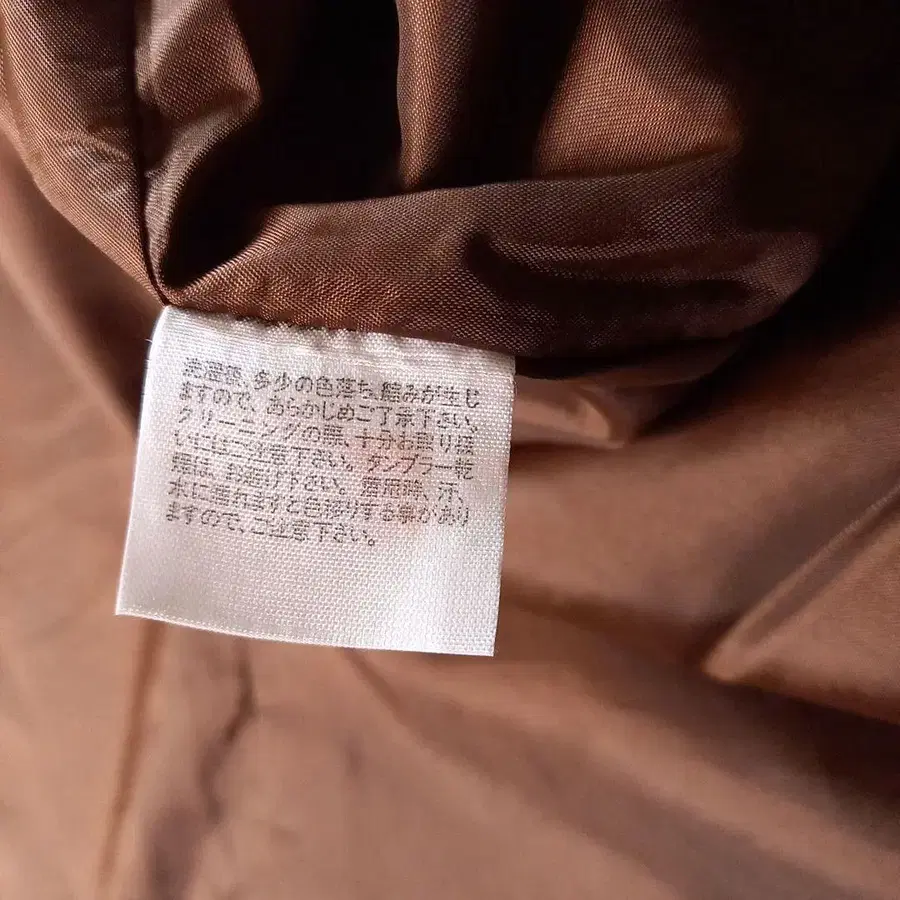 洗濯後、多少の色落ち、縮みが生じ
ますので、あらかじめご了承下さい。
クリーニングの際、十分お取り扱
いにはご注意下さい。タンブラー乾
燥は、お避け下さい。着用時、汗、
水に濡れますと色移りする事があり
ますので、ご注意下さい。